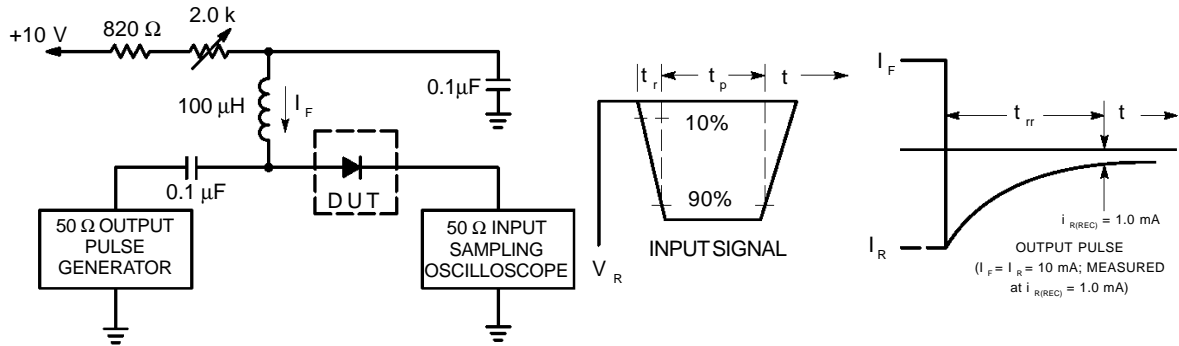 +10 V
820 Ω
2.0 k
100 µH
I F
0.1µF
0.1 µF
D U T
50 Ω OUTPUT
PULSE
GENERATOR
50 Ω INPUT
SAMPLING
OSCILLOSCOPE
t r
t p
t
10%
90%
V R
INPUT SIGNAL
I F
t rr
t
i R(REC) = 1.0 mA
I R
OUTPUT PULSE
(I F = I R = 10 mA; MEASURED
at i R(REC) = 1.0 mA)